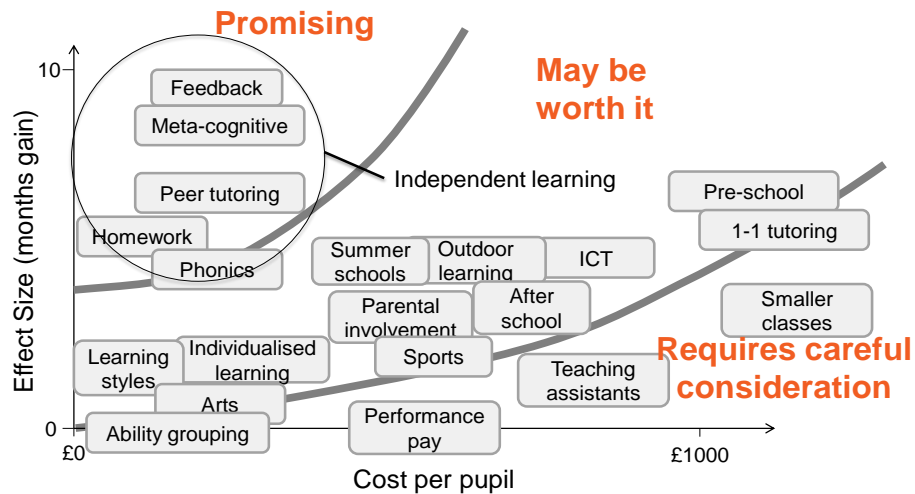 Promising
May be
worth it
10
Feedback
Meta-cognitive
Peer tutoring
Independent learning
Pre-school
Homework
1-1 tutoring
Phonics
Summer
schools
Outdoor
learning
ICT
Effect Size (months gain)
Parental
involvement
After
school
Smaller
classes
Learning
styles
Individualised
learning
Sports
Requires careful
consideration
Teaching
assistants
Arts
Ability grouping
Performance
pay
0
£0
£1000
Cost per pupil